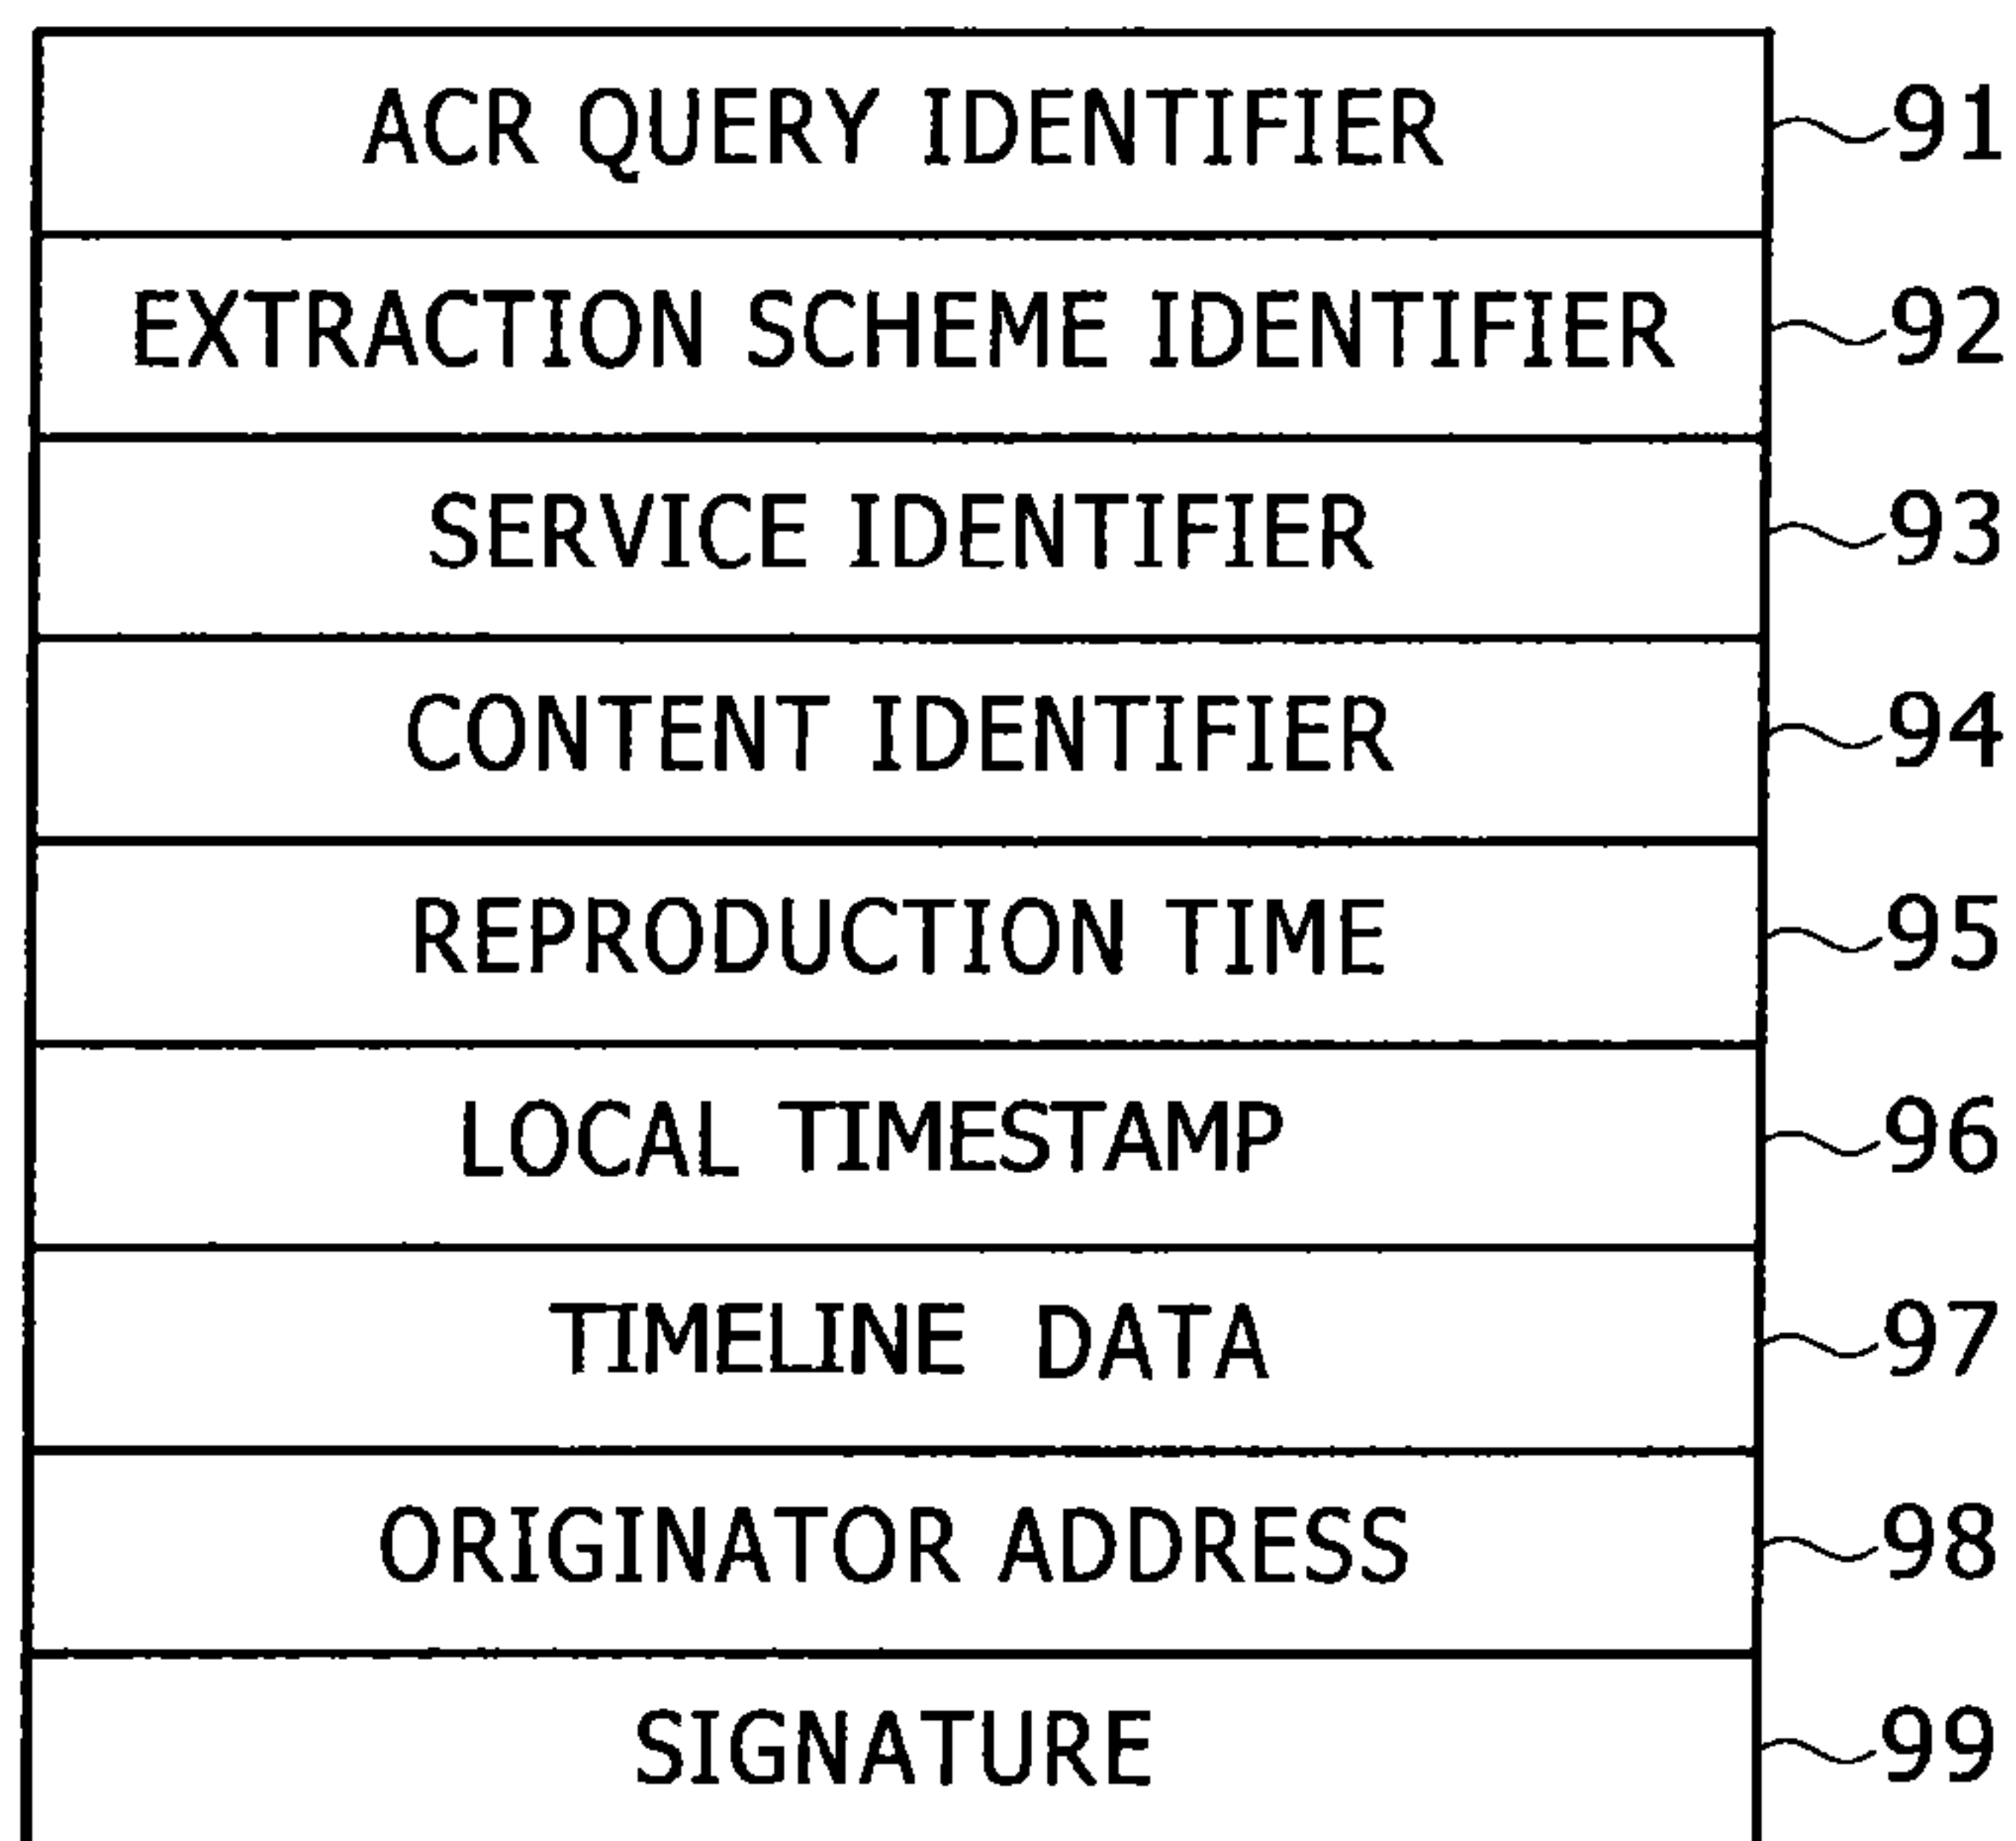 ACR QUERY IDENTIFIER 91
EXTRACTION SCHEME IDENTIFIER 92
SERVICE IDENTIFIER 93
CONTENT IDENTIFIER 94
REPRODUCTION TIME 95
LOCAL TIMESTAMP 96
TIMELINE DATA 97
ORIGINATOR ADDRESS 98
SIGNATURE 99